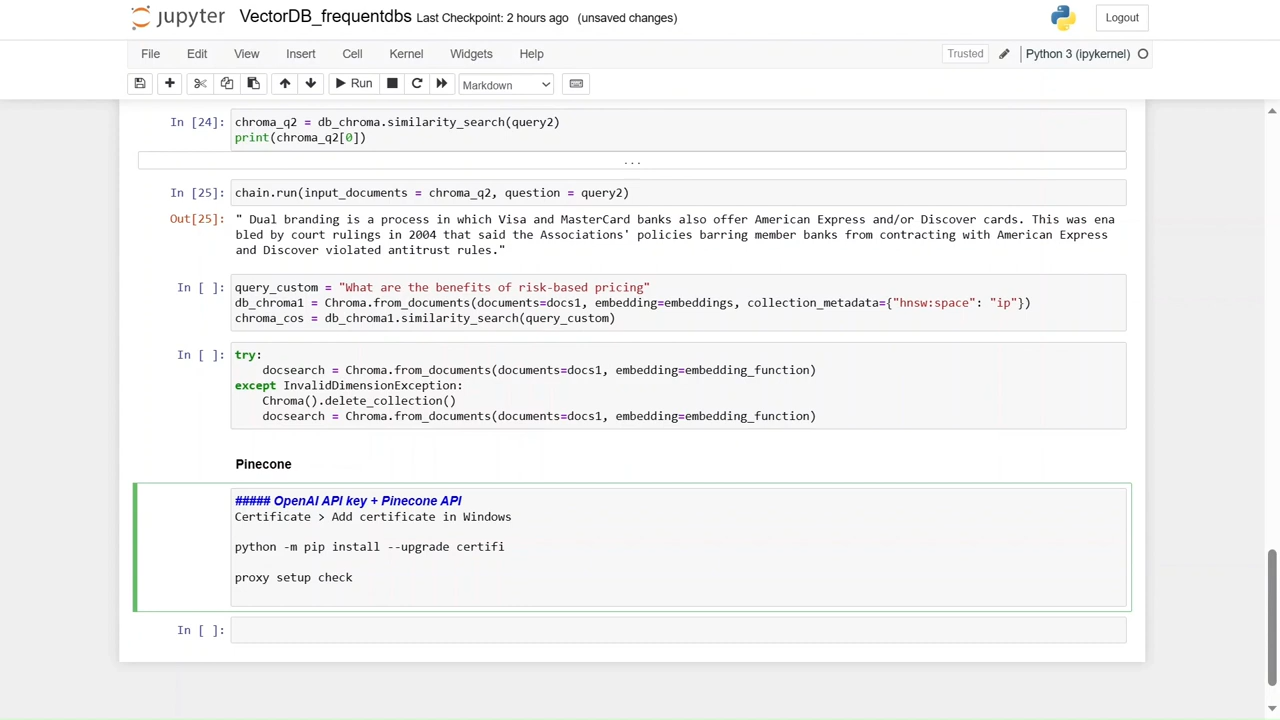 jupyter VectorDB_frequentdbs Last Checkpoint: 2 hours ago (unsaved changes) Logout
File Edit View Insert Cell Kernel Widgets Help Trusted Python 3 (ipykernel)
Run Markdown
In [24]: chroma_q2 = db_chroma.similarity_search(query2)
print(chroma_q2[0])
...
In [25]: chain.run(input_documents = chroma_q2, question = query2)
Out[25]: " Dual branding is a process in which Visa and MasterCard banks also offer American Express and/or Discover cards. This was ena
bled by court rulings in 2004 that said the Associations' policies barring member banks from contracting with American Express
and Discover violated antitrust rules."
In [ ]: query_custom = "What are the benefits of risk-based pricing"
db_chroma1 = Chroma.from_documents(documents=docs1, embedding=embeddings, collection_metadata={"hnsw:space": "ip"})
chroma_cos = db_chroma1.similarity_search(query_custom)
In [ ]: try:
docsearch = Chroma.from_documents(documents=docs1, embedding=embedding_function)
except InvalidDimensionException:
Chroma().delete_collection()
docsearch = Chroma.from_documents(documents=docs1, embedding=embedding_function)
Pinecone
##### OpenAI API key + Pinecone API
Certificate > Add certificate in Windows
python -m pip install --upgrade certifi
proxy setup check
In [ ]: